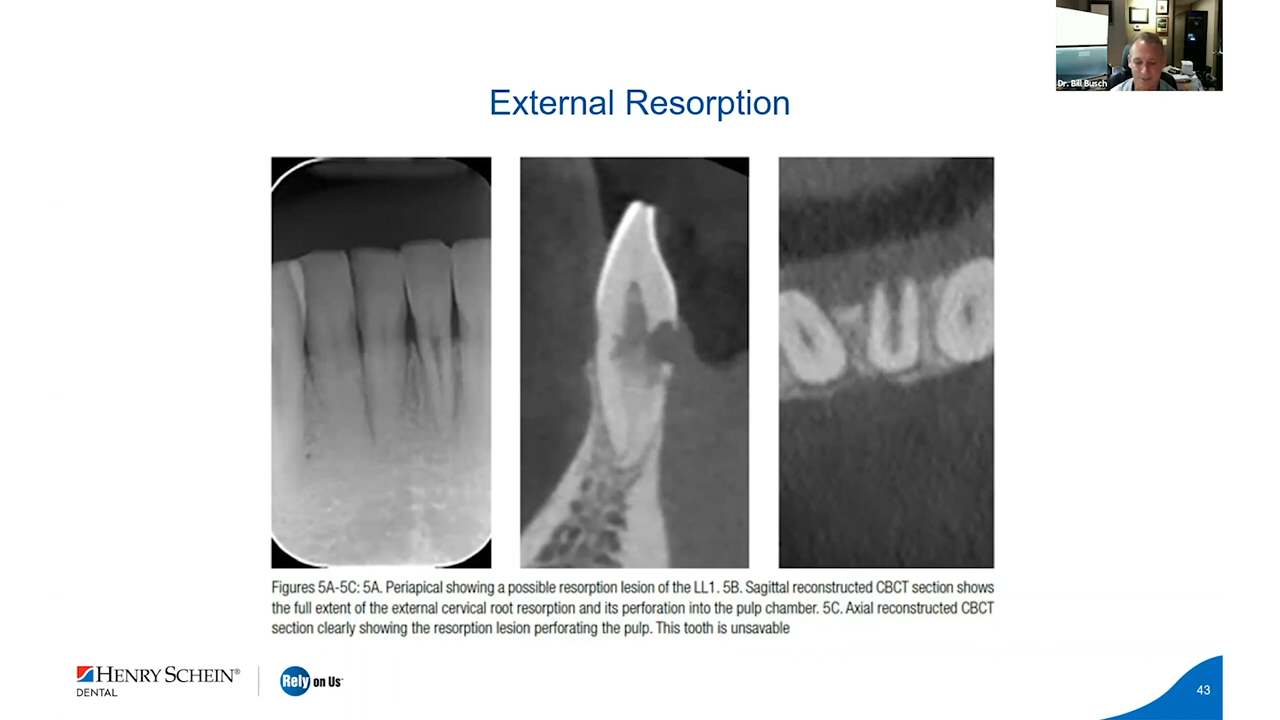 Dr. Bill Busch
External Resorption
Figures 5A-5C: 5A. Periapical showing a possible resorption lesion of the LL1. 5B. Sagittal reconstructed CBCT section shows
the full extent of the external cervical root resorption and its perforation into the pulp chamber. 5C. Axial reconstructed CBCT
section clearly showing the resorption lesion perforating the pulp. This tooth is unsavable
HENRY SCHEIN®
DENTAL
Rely on Us™
43